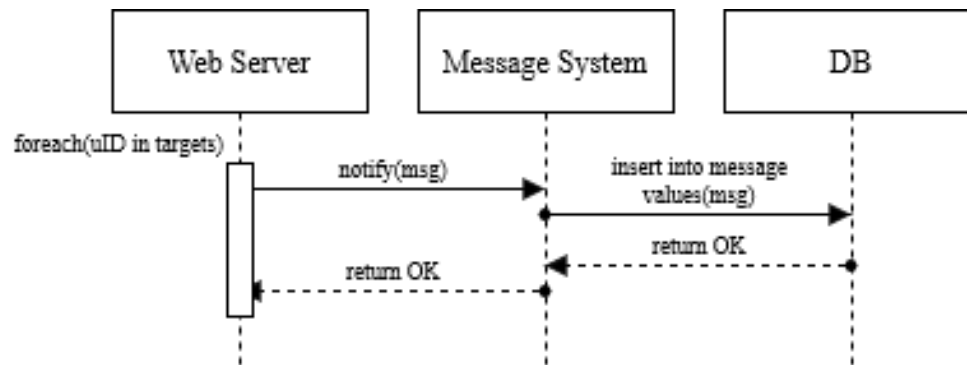 Web Server
Message System
DB
foreach(uID in targets)
notify(msg)
insert into message
values(msg)
return OK
return OK